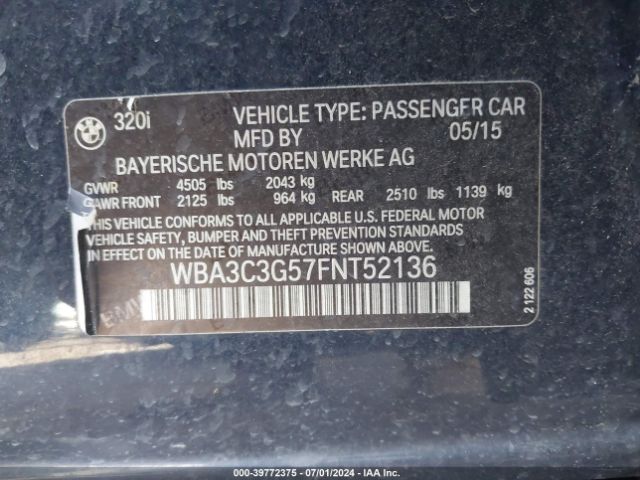 320i VEHICLE TYPE: PASSENGER CAR
MFD BY 05/15
BAYERISCHE MOTOREN WERKE AG
GVWR 4505 lbs 2043 kg
GAWR FRONT 2125 lbs 964 kg REAR 2510 lbs 1139 kg
THIS VEHICLE CONFORMS TO ALL APPLICABLE U.S. FEDERAL MOTOR
VEHICLE SAFETY, BUMPER AND THEFT PREVENTION STANDARDS
IN EFFECT ON THE DATE OF MANUFACTURE SHOWN ABOVE.
WBA3C3G57FNT52136
BMW
2 122 606
000-39772375 / 07/01/2024 - IAA Inc.